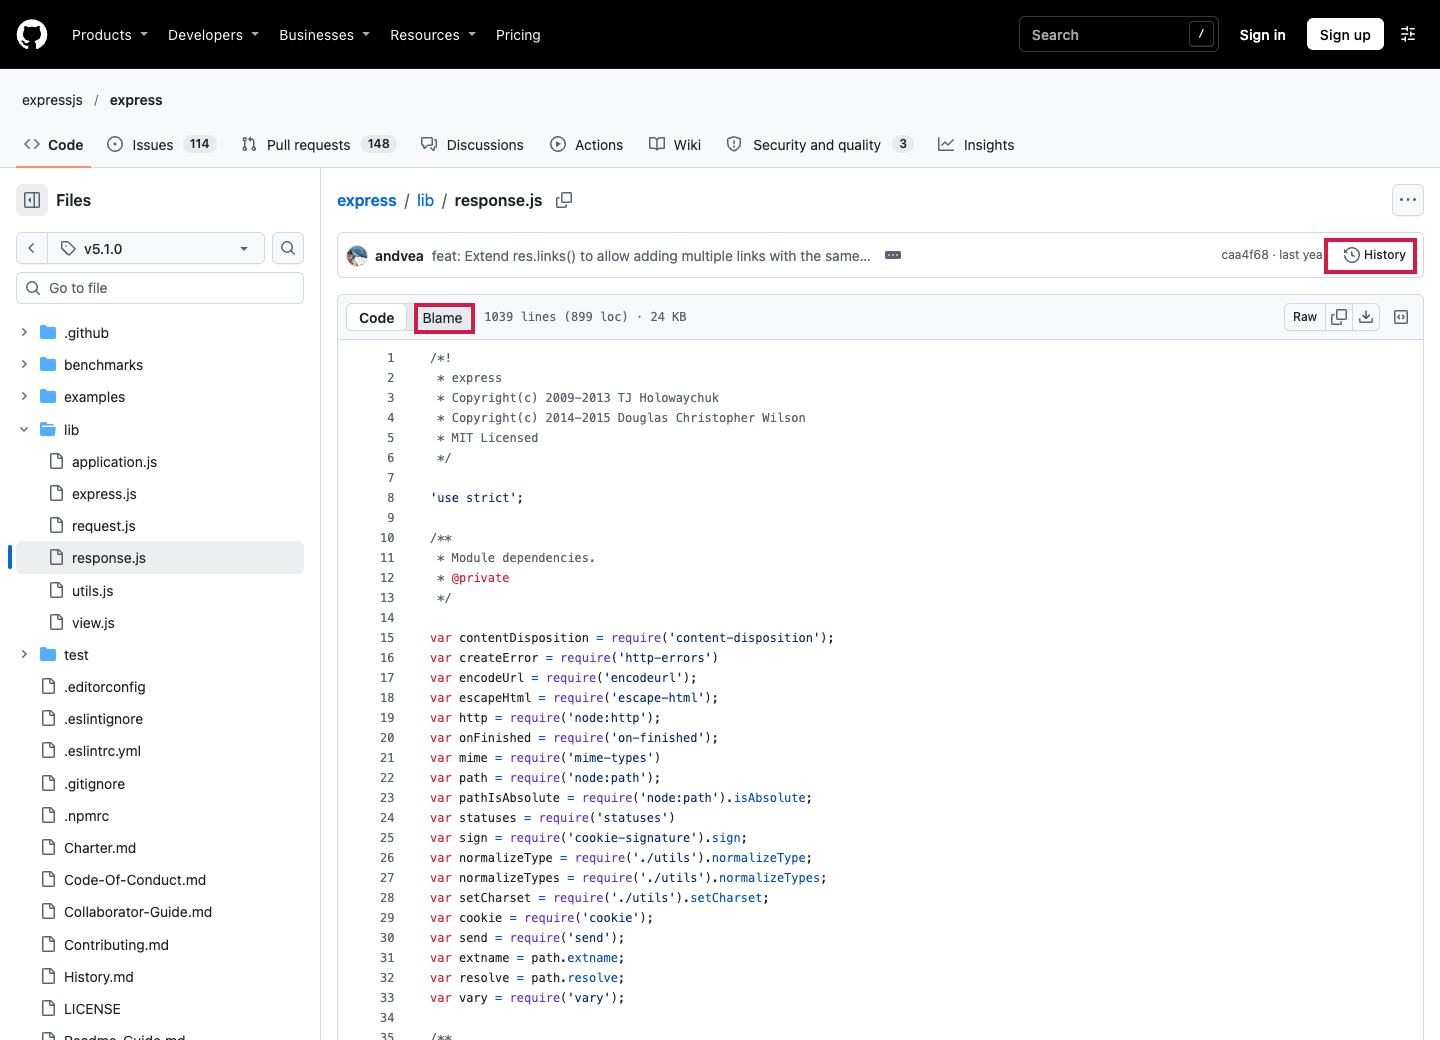 Products Developers Businesses Resources Pricing Search / Sign in Sign up
expressjs / express
Code Issues 114 Pull requests 148 Discussions Actions Wiki Security and quality 3 Insights
Files
v5.1.0
Go to file
.github
benchmarks
examples
lib
application.js
express.js
request.js
response.js
utils.js
view.js
test
.editorconfig
.eslintignore
.eslintrc.yml
.gitignore
.npmrc
Charter.md
Code-Of-Conduct.md
Collaborator-Guide.md
Contributing.md
History.md
LICENSE
Readme-Guide.md
express / lib / response.js
andvea feat: Extend res.links() to allow adding multiple links with the same... caa4f68 · last yea History
Code Blame 1039 lines (899 loc) · 24 KB Raw
1 /*!
2 * express
3 * Copyright(c) 2009-2013 TJ Holowaychuk
4 * Copyright(c) 2014-2015 Douglas Christopher Wilson
5 * MIT Licensed
6 */
7
8 'use strict';
9
10 /**
11 * Module dependencies.
12 * @private
13 */
14
15 var contentDisposition = require('content-disposition');
16 var createError = require('http-errors')
17 var encodeUrl = require('encodeurl');
18 var escapeHtml = require('escape-html');
19 var http = require('node:http');
20 var onFinished = require('on-finished');
21 var mime = require('mime-types')
22 var path = require('node:path');
23 var pathIsAbsolute = require('node:path').isAbsolute;
24 var statuses = require('statuses')
25 var sign = require('cookie-signature').sign;
26 var normalizeType = require('./utils').normalizeType;
27 var normalizeTypes = require('./utils').normalizeTypes;
28 var setCharset = require('./utils').setCharset;
29 var cookie = require('cookie');
30 var send = require('send');
31 var extname = path.extname;
32 var resolve = path.resolve;
33 var vary = require('vary');
34
35 /**